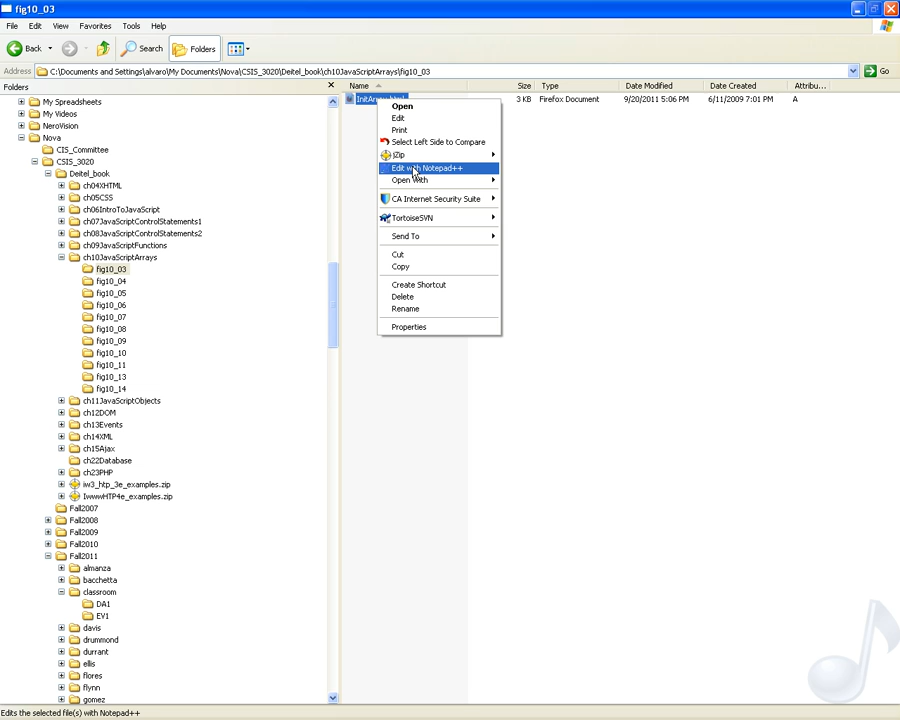 fig10_03
File Edit View Favorites Tools Help
Back Search Folders
Address C:\Documents and Settings\alvaro\My Documents\Nova\CSIS_3020\Deitel_book\ch10JavaScriptArrays\fig10_03 Go
Folders Name Size Type Date Modified Date Created Attribu...
My Spreadsheets
My Videos
NeroVision
Nova
CIS_Committee
CSIS_3020
Deitel_book
ch04XHTML
ch05CSS
ch06IntroToJavaScript
ch07JavaScriptControlStatements1
ch08JavaScriptControlStatements2
ch09JavaScriptFunctions
ch10JavaScriptArrays
fig10_03
fig10_04
fig10_05
fig10_06
fig10_07
fig10_08
fig10_09
fig10_10
fig10_11
fig10_13
fig10_14
ch11JavaScriptObjects
ch12DOM
ch13Events
ch14XML
ch15Ajax
ch22Database
ch23PHP
iw3_htp_3e_examples.zip
IwwwHTP4e_examples.zip
Fall2007
Fall2008
Fall2009
Fall2010
Fall2011
almanza
bacchetta
classroom
DA1
EV1
davis
drummond
durrant
ellis
flores
flynn
gomez
3 KB Firefox Document 9/20/2011 5:06 PM 6/11/2009 7:01 PM A
Open
Edit
Print
Select Left Side to Compare
jZip
Edit with Notepad++
Open With
CA Internet Security Suite
TortoiseSVN
Send To
Cut
Copy
Create Shortcut
Delete
Rename
Properties
Edits the selected file(s) with Notepad++